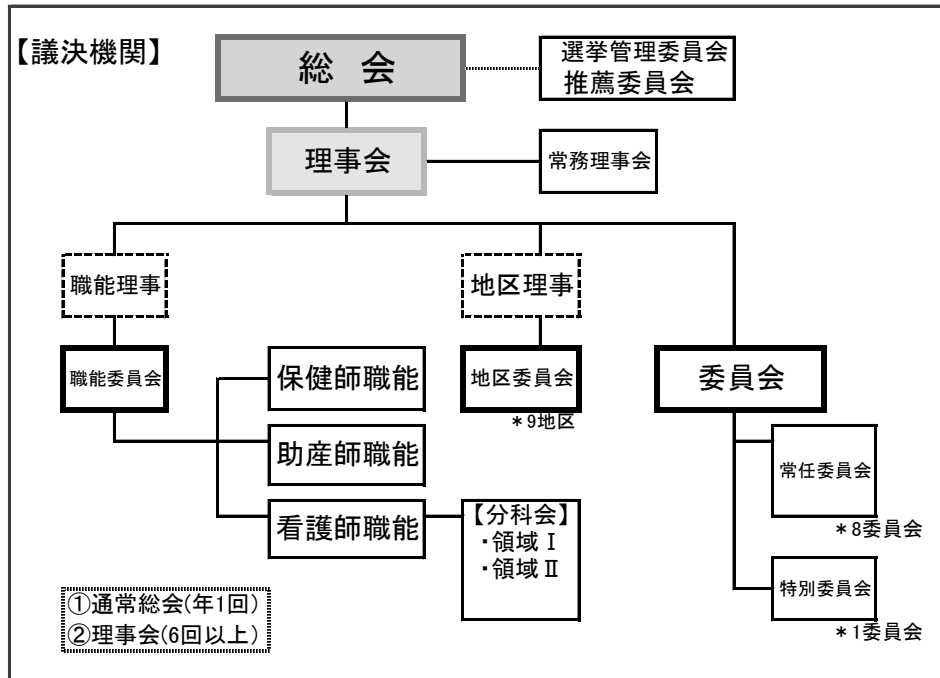 【議決機関】
総 会
選挙管理委員会
推薦委員会
理事会
常務理事会
職能理事
地区理事
職能委員会
保健師職能
地区委員会
委員会
＊9地区
助産師職能
常任委員会
看護師職能
【分科会】
・領域Ⅰ
・領域Ⅱ
＊8委員会
特別委員会
＊1委員会
①通常総会(年1回)
②理事会(6回以上)